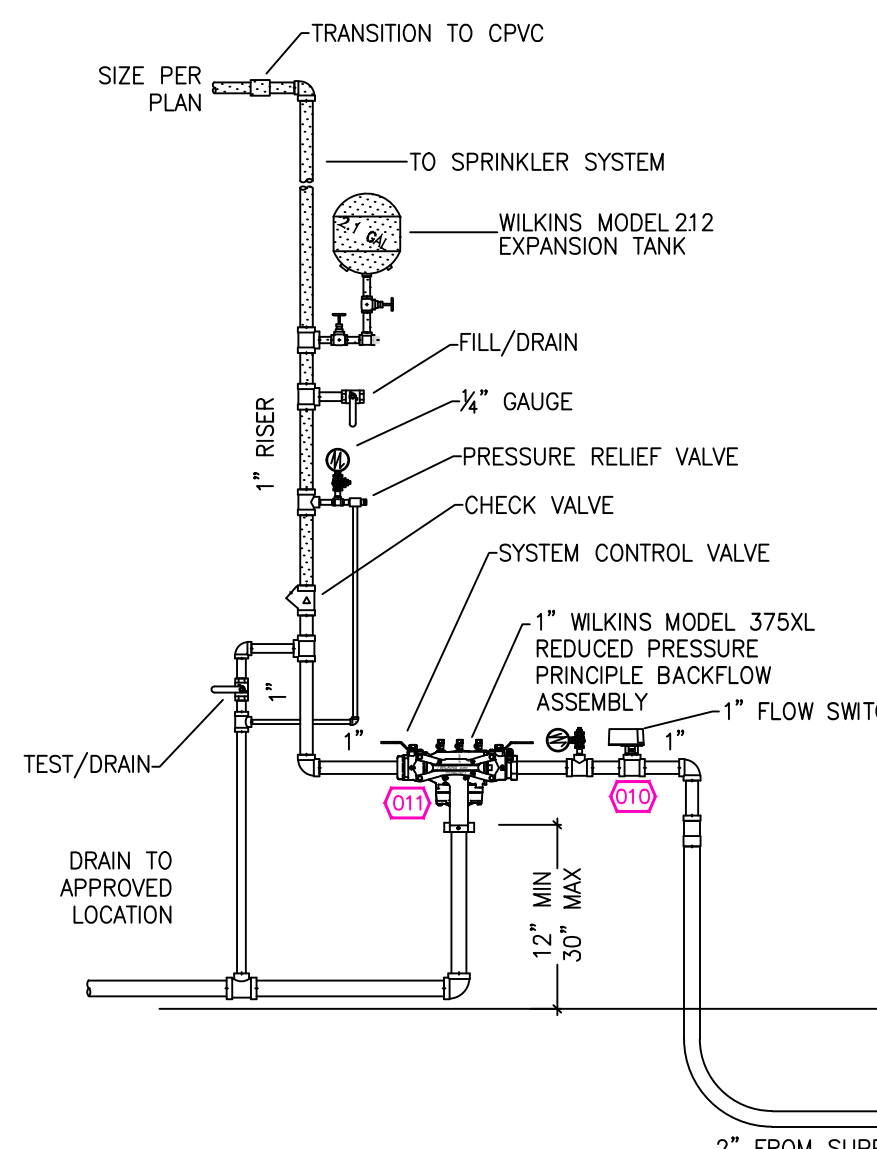 TRANSITION TO CPVC
SIZE PER
PLAN
TO SPRINKLER SYSTEM
WILKINS MODEL 212
EXPANSION TANK
2.1
GAL
FILL/DRAIN
1/4" GAUGE
1" RISER
PRESSURE RELIEF VALVE
CHECK VALVE
SYSTEM CONTROL VALVE
1" WILKINS MODEL 375XL
REDUCED PRESSURE
PRINCIPLE BACKFLOW
ASSEMBLY
1" FLOW SWITC
1"
1"
1"
TEST/DRAIN
011
010
DRAIN TO
APPROVED
LOCATION
12" MIN
30" MAX
2" FROM SUPP